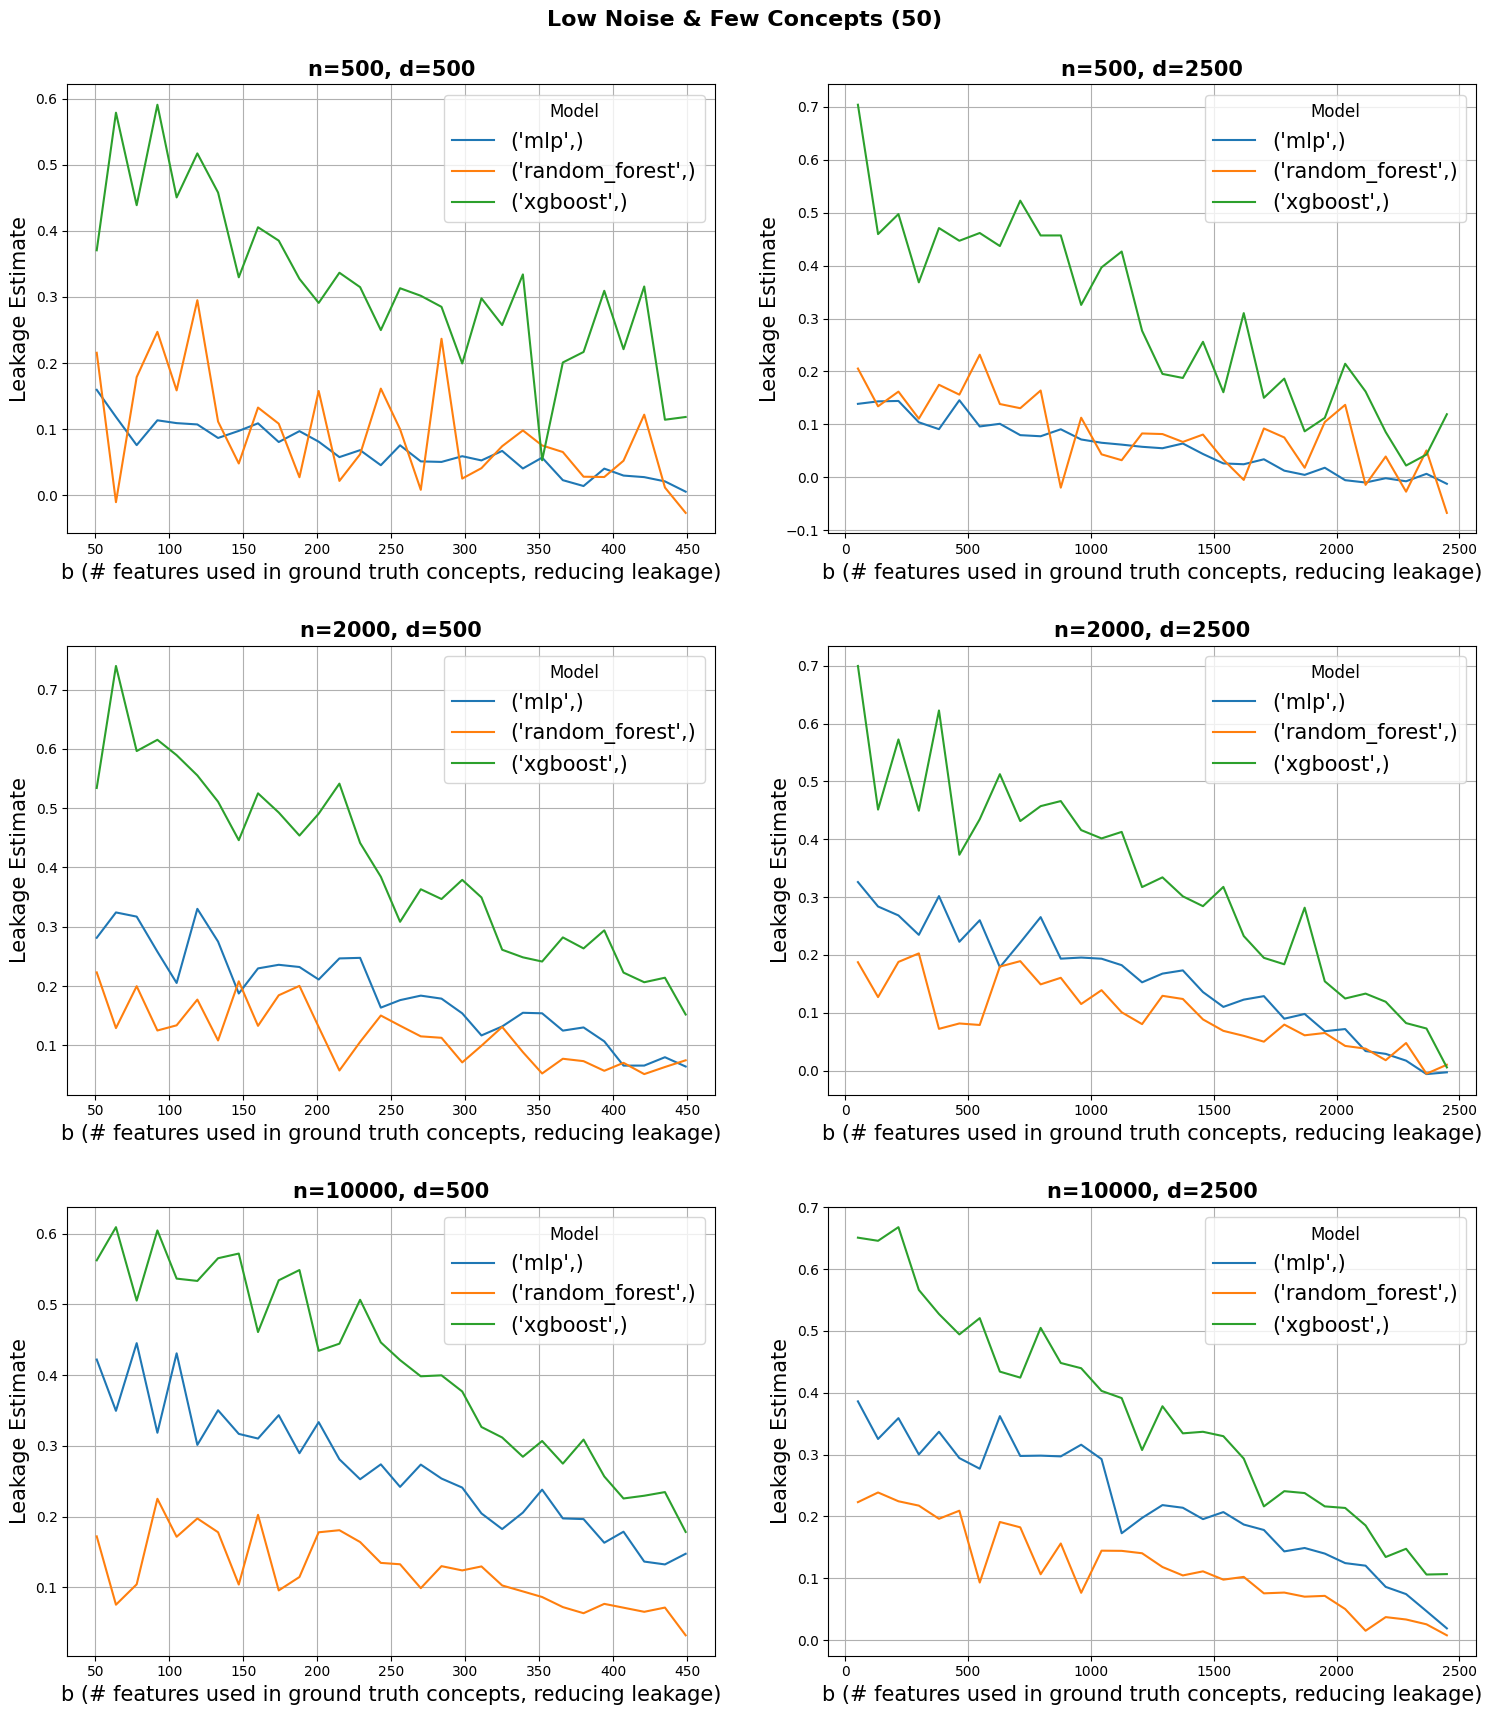 Low Noise & Few Concepts (50)
n=500, d=500
0.6
0.5
0.4
0.3
0.2
0.1
0.0
Leakage Estimate
Model
('mlp',)
('random_forest',)
('xgboost',)
50 100 150 200 250 300 350 400 450
b (# features used in ground truth concepts, reducing leakage)
n=500, d=2500
0.7
0.6
0.5
0.4
0.3
0.2
0.1
0.0
−0.1
Leakage Estimate
Model
('mlp',)
('random_forest',)
('xgboost',)
0 500 1000 1500 2000 2500
b (# features used in ground truth concepts, reducing leakage)
n=2000, d=500
0.7
0.6
0.5
0.4
0.3
0.2
0.1
Leakage Estimate
Model
('mlp',)
('random_forest',)
('xgboost',)
50 100 150 200 250 300 350 400 450
b (# features used in ground truth concepts, reducing leakage)
n=2000, d=2500
0.7
0.6
0.5
0.4
0.3
0.2
0.1
0.0
Leakage Estimate
Model
('mlp',)
('random_forest',)
('xgboost',)
0 500 1000 1500 2000 2500
b (# features used in ground truth concepts, reducing leakage)
n=10000, d=500
0.6
0.5
0.4
0.3
0.2
0.1
Leakage Estimate
Model
('mlp',)
('random_forest',)
('xgboost',)
50 100 150 200 250 300 350 400 450
b (# features used in ground truth concepts, reducing leakage)
n=10000, d=2500
0.7
0.6
0.5
0.4
0.3
0.2
0.1
0.0
Leakage Estimate
Model
('mlp',)
('random_forest',)
('xgboost',)
0 500 1000 1500 2000 2500
b (# features used in ground truth concepts, reducing leakage)